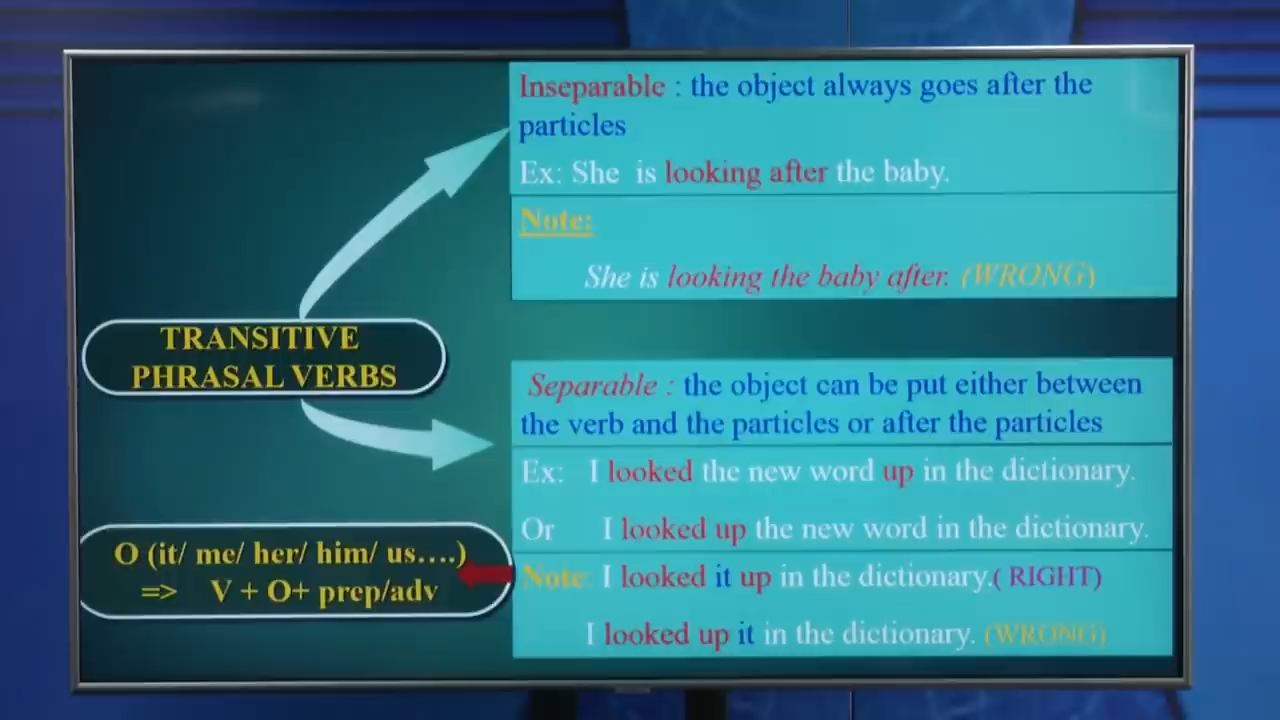 Inseparable : the object always goes after the
particles
Ex: She is looking after the baby.
Note:
She is looking the baby after. (WRONG)
TRANSITIVE
PHRASAL VERBS
Separable : the object can be put either between
the verb and the particles or after the particles
Ex: I looked the new word up in the dictionary.
Or I looked up the new word in the dictionary.
O (it/ me/ her/ him/ us....)
=> V + O+ prep/adv
Note: I looked it up in the dictionary.( RIGHT)
I looked up it in the dictionary. (WRONG)